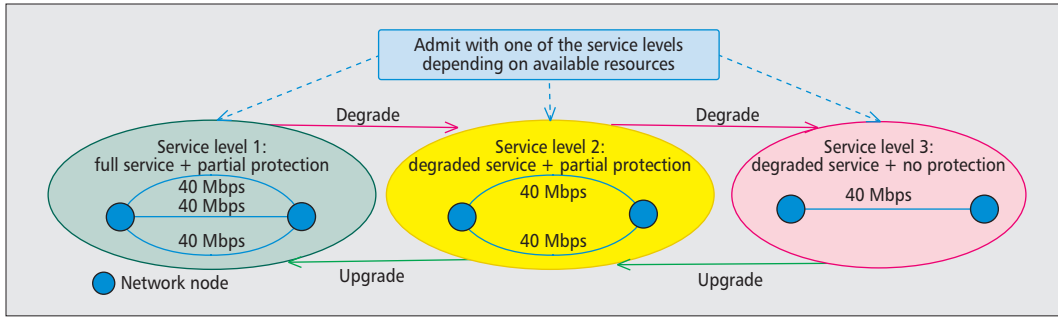 Admit with one of the service levels
depending on available resources
Degrade
Degrade
Service level 1:
full service + partial protection
40 Mbps
40 Mbps
40 Mbps
Service level 2:
degraded service + partial protection
40 Mbps
40 Mbps
Service level 3:
degraded service + no protection
40 Mbps
Upgrade
Upgrade
Network node